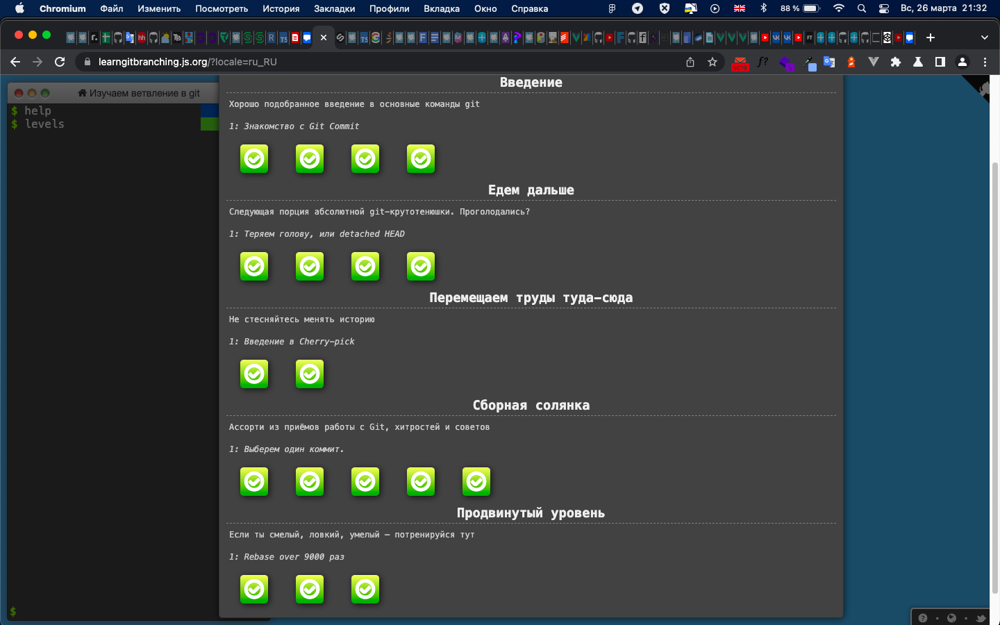 Chromium Файл Изменить Посмотреть История Закладки Профили Вкладка Окно Справка 88 % Вс, 26 марта 21:32
learngitbranching.js.org/?locale=ru_RU
Изучаем ветвление в git
$ help
$ levels
Введение
Хорошо подобранное введение в основные команды git
1: Знакомство с Git Commit
Едем дальше
Следующая порция абсолютной git-крутотенюшки. Проголодались?
1: Теряем голову, или detached HEAD
Перемещаем труды туда-сюда
Не стесняйтесь менять историю
1: Введение в Cherry-pick
Сборная солянка
Ассорти из приёмов работы с Git, хитростей и советов
1: Выберем один коммит.
Продвинутый уровень
Если ты смелый, ловкий, умелый — потренируйся тут
1: Rebase over 9000 раз
$